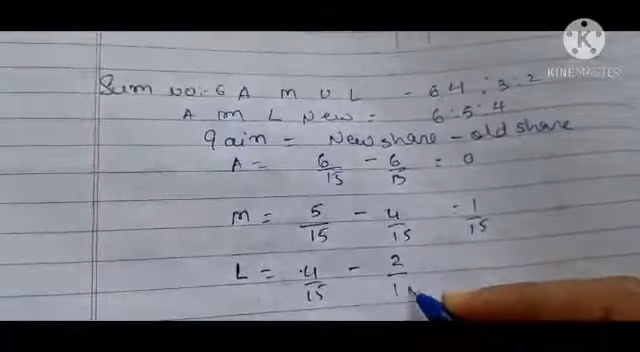 KINEMASTER
Sum no:- 6 A M U L - 6 4 : 3 : 2
A M L New = 6 : 5 : 4
gain = New share - old share
A = 6/15 - 6/15 = 0
M = 5/15 - 4/15 = 1/15
L = 4/15 - 2/1